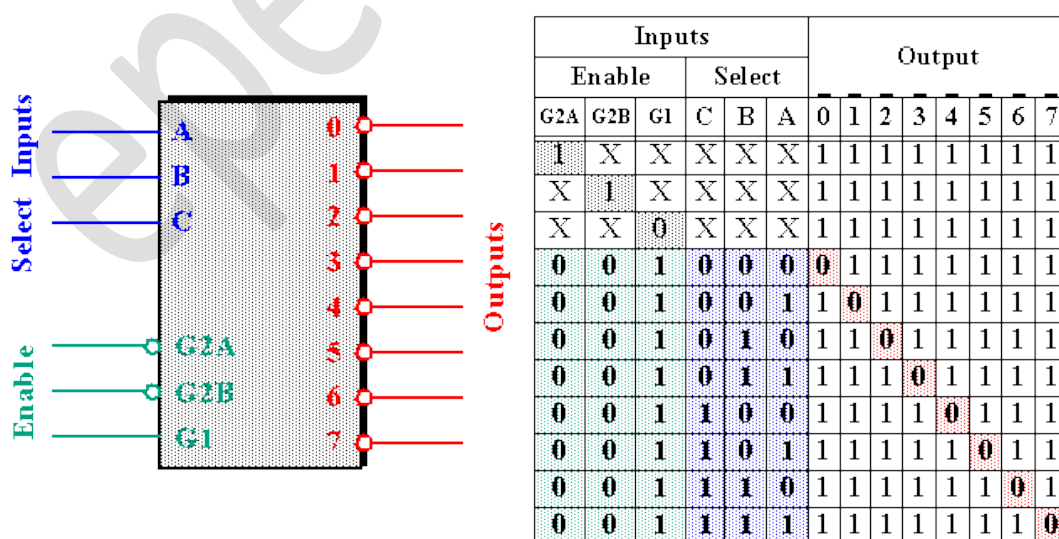 epe
Select Inputs
A
B
C
Enable
G2A
G2B
G1
0
1
2
3
4
5
6
7
Outputs
Inputs Output
Enable Select
G2A G2B G1 C B A 0 1 2 3 4 5 6 7
1 X X X X X 1 1 1 1 1 1 1 1
X 1 X X X X 1 1 1 1 1 1 1 1
X X 0 X X X 1 1 1 1 1 1 1 1
0 0 1 0 0 0 0 1 1 1 1 1 1 1
0 0 1 0 0 1 1 0 1 1 1 1 1 1
0 0 1 0 1 0 1 1 0 1 1 1 1 1
0 0 1 0 1 1 1 1 1 0 1 1 1 1
0 0 1 1 0 0 1 1 1 1 0 1 1 1
0 0 1 1 0 1 1 1 1 1 1 0 1 1
0 0 1 1 1 0 1 1 1 1 1 1 0 1
0 0 1 1 1 1 1 1 1 1 1 1 1 0